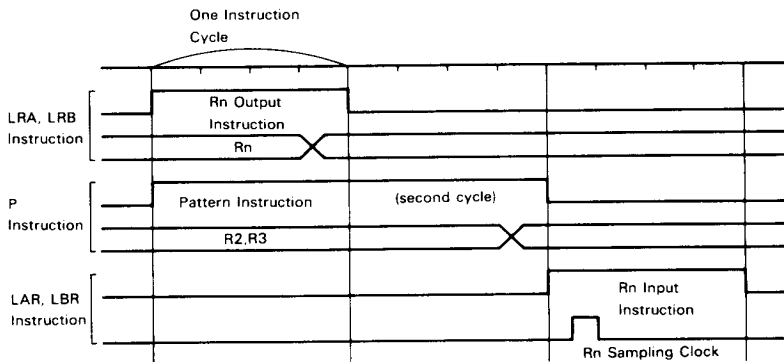 One Instruction
Cycle
LRA, LRB
Instruction
Rn Output
Instruction
Rn
P
Instruction
Pattern Instruction
(second cycle)
R2,R3
LAR, LBR
Instruction
Rn Input
Instruction
Rn Sampling Clock